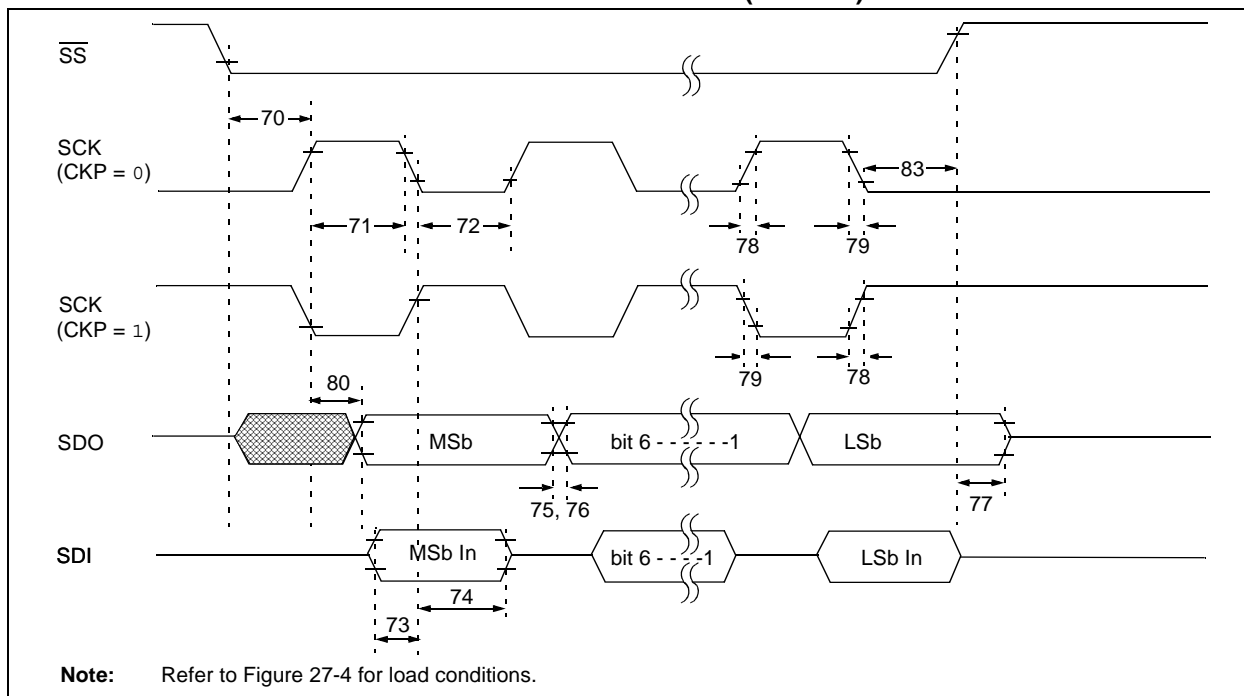 SS
70
SCK
(CKP = 0)
83
71
72
78
79
SCK
(CKP = 1)
79
78
80
SDO
MSb
bit 6 - - - - - -1
LSb
75, 76
77
SDI
MSb In
bit 6 - - - -1
LSb In
74
73
Note: Refer to Figure 27-4 for load conditions.